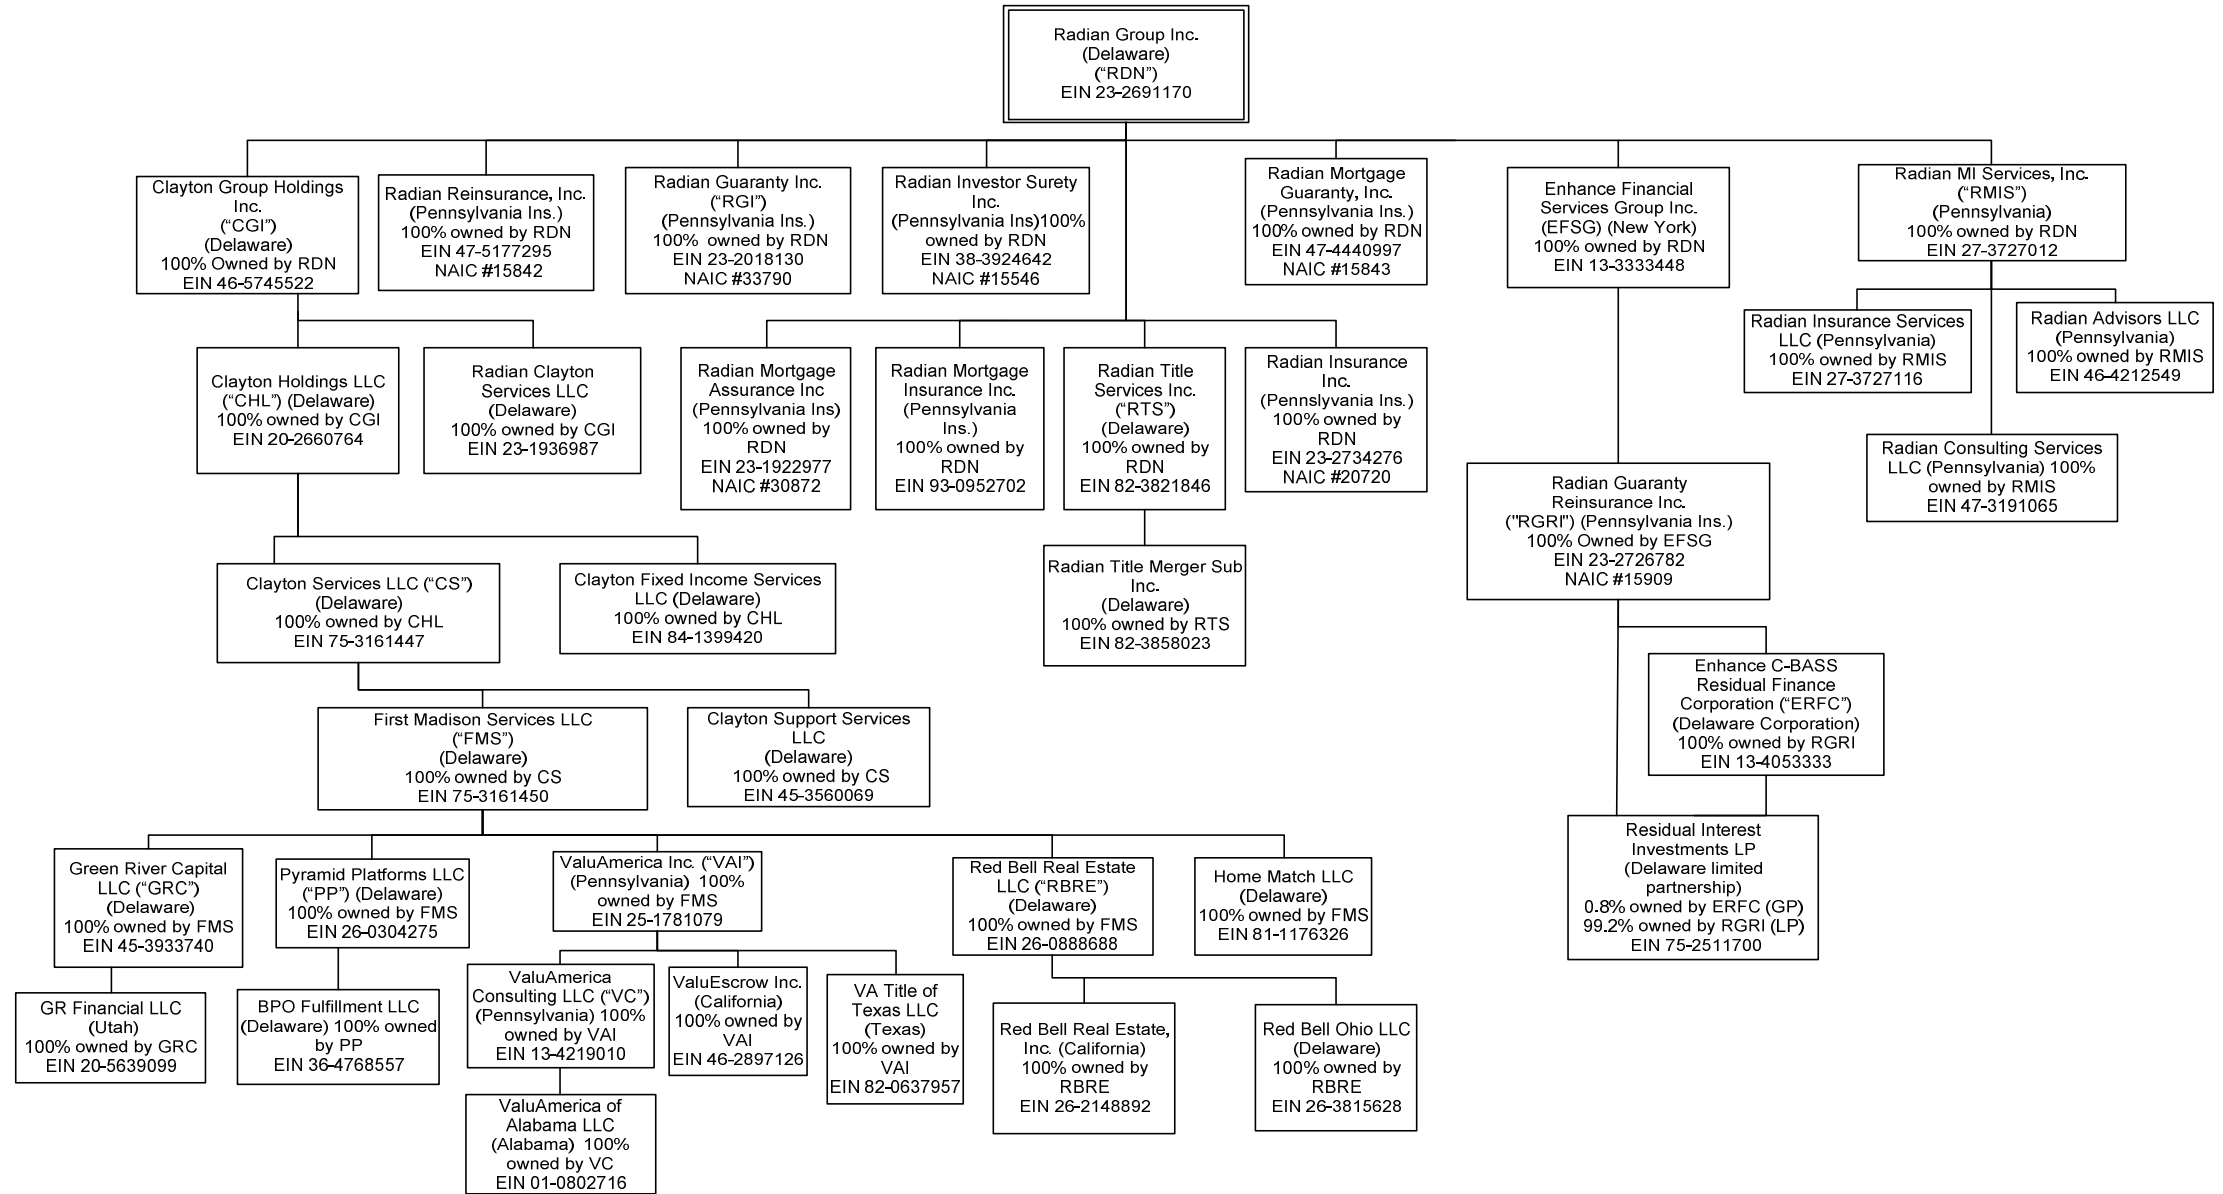 Radian Group Inc.
(Delaware)
(“RDN”)
EIN 23-2691170
Clayton Group Holdings
Inc.
(“CGI”)
(Delaware)
100% Owned by RDN
EIN 46-5745522
Radian Reinsurance, Inc.
(Pennsylvania Ins.)
100% owned by RDN
EIN 47-5177295
NAIC #15842
Radian Guaranty Inc.
(“RGI”)
(Pennsylvania Ins.)
100% owned by RDN
EIN 23-2018130
NAIC #33790
Radian Investor Surety
Inc.
(Pennsylvania Ins)100%
owned by RDN
EIN 38-3924642
NAIC #15546
Radian Mortgage
Guaranty, Inc.
(Pennsylvania Ins.)
100% owned by RDN
EIN 47-4440997
NAIC #15843
Enhance Financial
Services Group Inc.
(EFSG) (New York)
100% owned by RDN
EIN 13-3333448
Radian MI Services, Inc.
(“RMIS”)
(Pennsylvania)
100% owned by RDN
EIN 27-3727012
Radian Insurance Services
LLC (Pennsylvania)
100% owned by RMIS
EIN 27-3727116
Radian Advisors LLC
(Pennsylvania)
100% owned by RMIS
EIN 46-4212549
Clayton Holdings LLC
(“CHL”) (Delaware)
100% owned by CGI
EIN 20-2660764
Radian Clayton
Services LLC
(Delaware)
100% owned by CGI
EIN 23-1936987
Radian Mortgage
Assurance Inc
(Pennsylvania Ins)
100% owned by
RDN
EIN 23-1922977
NAIC #30872
Radian Mortgage
Insurance Inc.
(Pennsylvania
Ins.)
100% owned by
RDN
EIN 93-0952702
Radian Title
Services Inc.
(“RTS”)
(Delaware)
100% owned by
RDN
EIN 82-3821846
Radian Insurance
Inc.
(Pennsylvania Ins.)
100% owned by
RDN
EIN 23-2734276
NAIC #20720
Radian Consulting Services
LLC (Pennsylvania) 100%
owned by RMIS
EIN 47-3191065
Radian Guaranty
Reinsurance Inc.
("RGRI") (Pennsylvania Ins.)
100% Owned by EFSG
EIN 23-2726782
NAIC #15909
Clayton Services LLC (“CS”)
(Delaware)
100% owned by CHL
EIN 75-3161447
Clayton Fixed Income Services
LLC (Delaware)
100% owned by CHL
EIN 84-1399420
Radian Title Merger Sub
Inc.
(Delaware)
100% owned by RTS
EIN 82-3858023
Enhance C-BASS
Residual Finance
Corporation (“ERFC”)
(Delaware Corporation)
100% owned by RGRI
EIN 13-4053333
First Madison Services LLC
(“FMS”)
(Delaware)
100% owned by CS
EIN 75-3161450
Clayton Support Services
LLC
(Delaware)
100% owned by CS
EIN 45-3560069
Residual Interest
Investments LP
(Delaware limited
partnership)
0.8% owned by ERFC (GP)
99.2% owned by RGRI (LP)
EIN 75-2511700
Green River Capital
LLC (“GRC”)
(Delaware)
100% owned by FMS
EIN 45-3933740
Pyramid Platforms LLC
(“PP”) (Delaware)
100% owned by FMS
EIN 26-0304275
ValuAmerica Inc. (“VAI”)
(Pennsylvania) 100%
owned by FMS
EIN 25-1781079
Red Bell Real Estate
LLC (“RBRE”)
(Delaware)
100% owned by FMS
EIN 26-0888688
Home Match LLC
(Delaware)
100% owned by FMS
EIN 81-1176326
GR Financial LLC
(Utah)
100% owned by GRC
EIN 20-5639099
BPO Fulfillment LLC
(Delaware) 100% owned
by PP
EIN 36-4768557
ValuAmerica
Consulting LLC (“VC”)
(Pennsylvania) 100%
owned by VAI
EIN 13-4219010
ValuEscrow Inc.
(California)
100% owned by
VAI
EIN 46-2897126
VA Title of
Texas LLC
(Texas)
100% owned by
VAI
EIN 82-0637957
Red Bell Real Estate,
Inc. (California)
100% owned by
RBRE
EIN 26-2148892
Red Bell Ohio LLC
(Delaware)
100% owned by
RBRE
EIN 26-3815628
ValuAmerica of
Alabama LLC
(Alabama) 100%
owned by VC
EIN 01-0802716